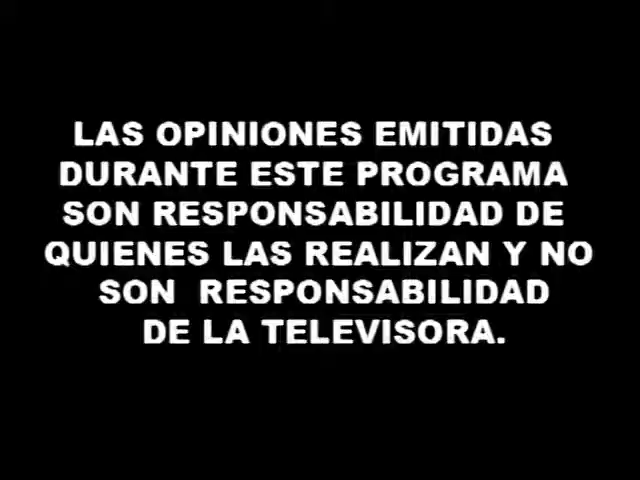 LAS OPINIONES EMITIDAS
DURANTE ESTE PROGRAMA
SON RESPONSABILIDAD DE
QUIENES LAS REALIZAN Y NO
SON RESPONSABILIDAD
DE LA TELEVISORA.